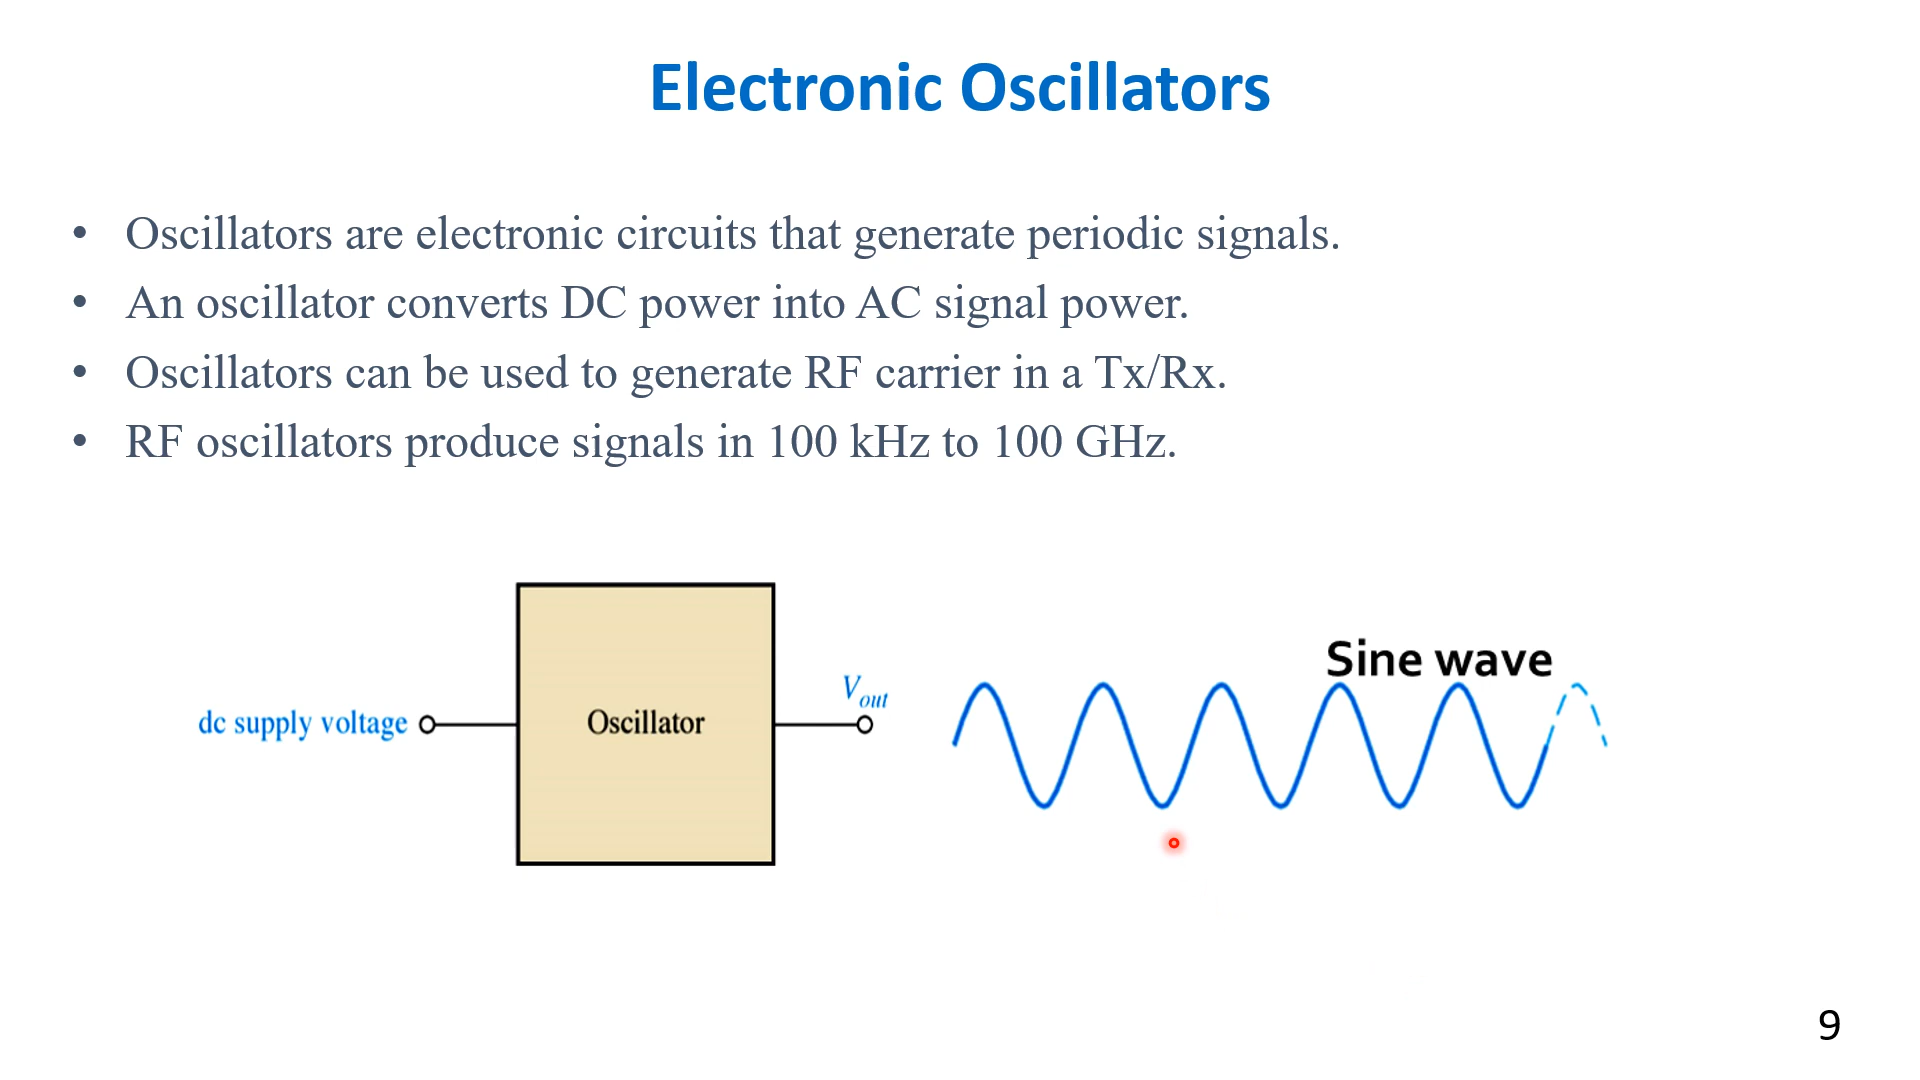 Electronic Oscillators
• Oscillators are electronic circuits that generate periodic signals.
• An oscillator converts DC power into AC signal power.
• Oscillators can be used to generate RF carrier in a Tx/Rx.
• RF oscillators produce signals in 100 kHz to 100 GHz.
Sine wave
Vout
dc supply voltage
Oscillator
9